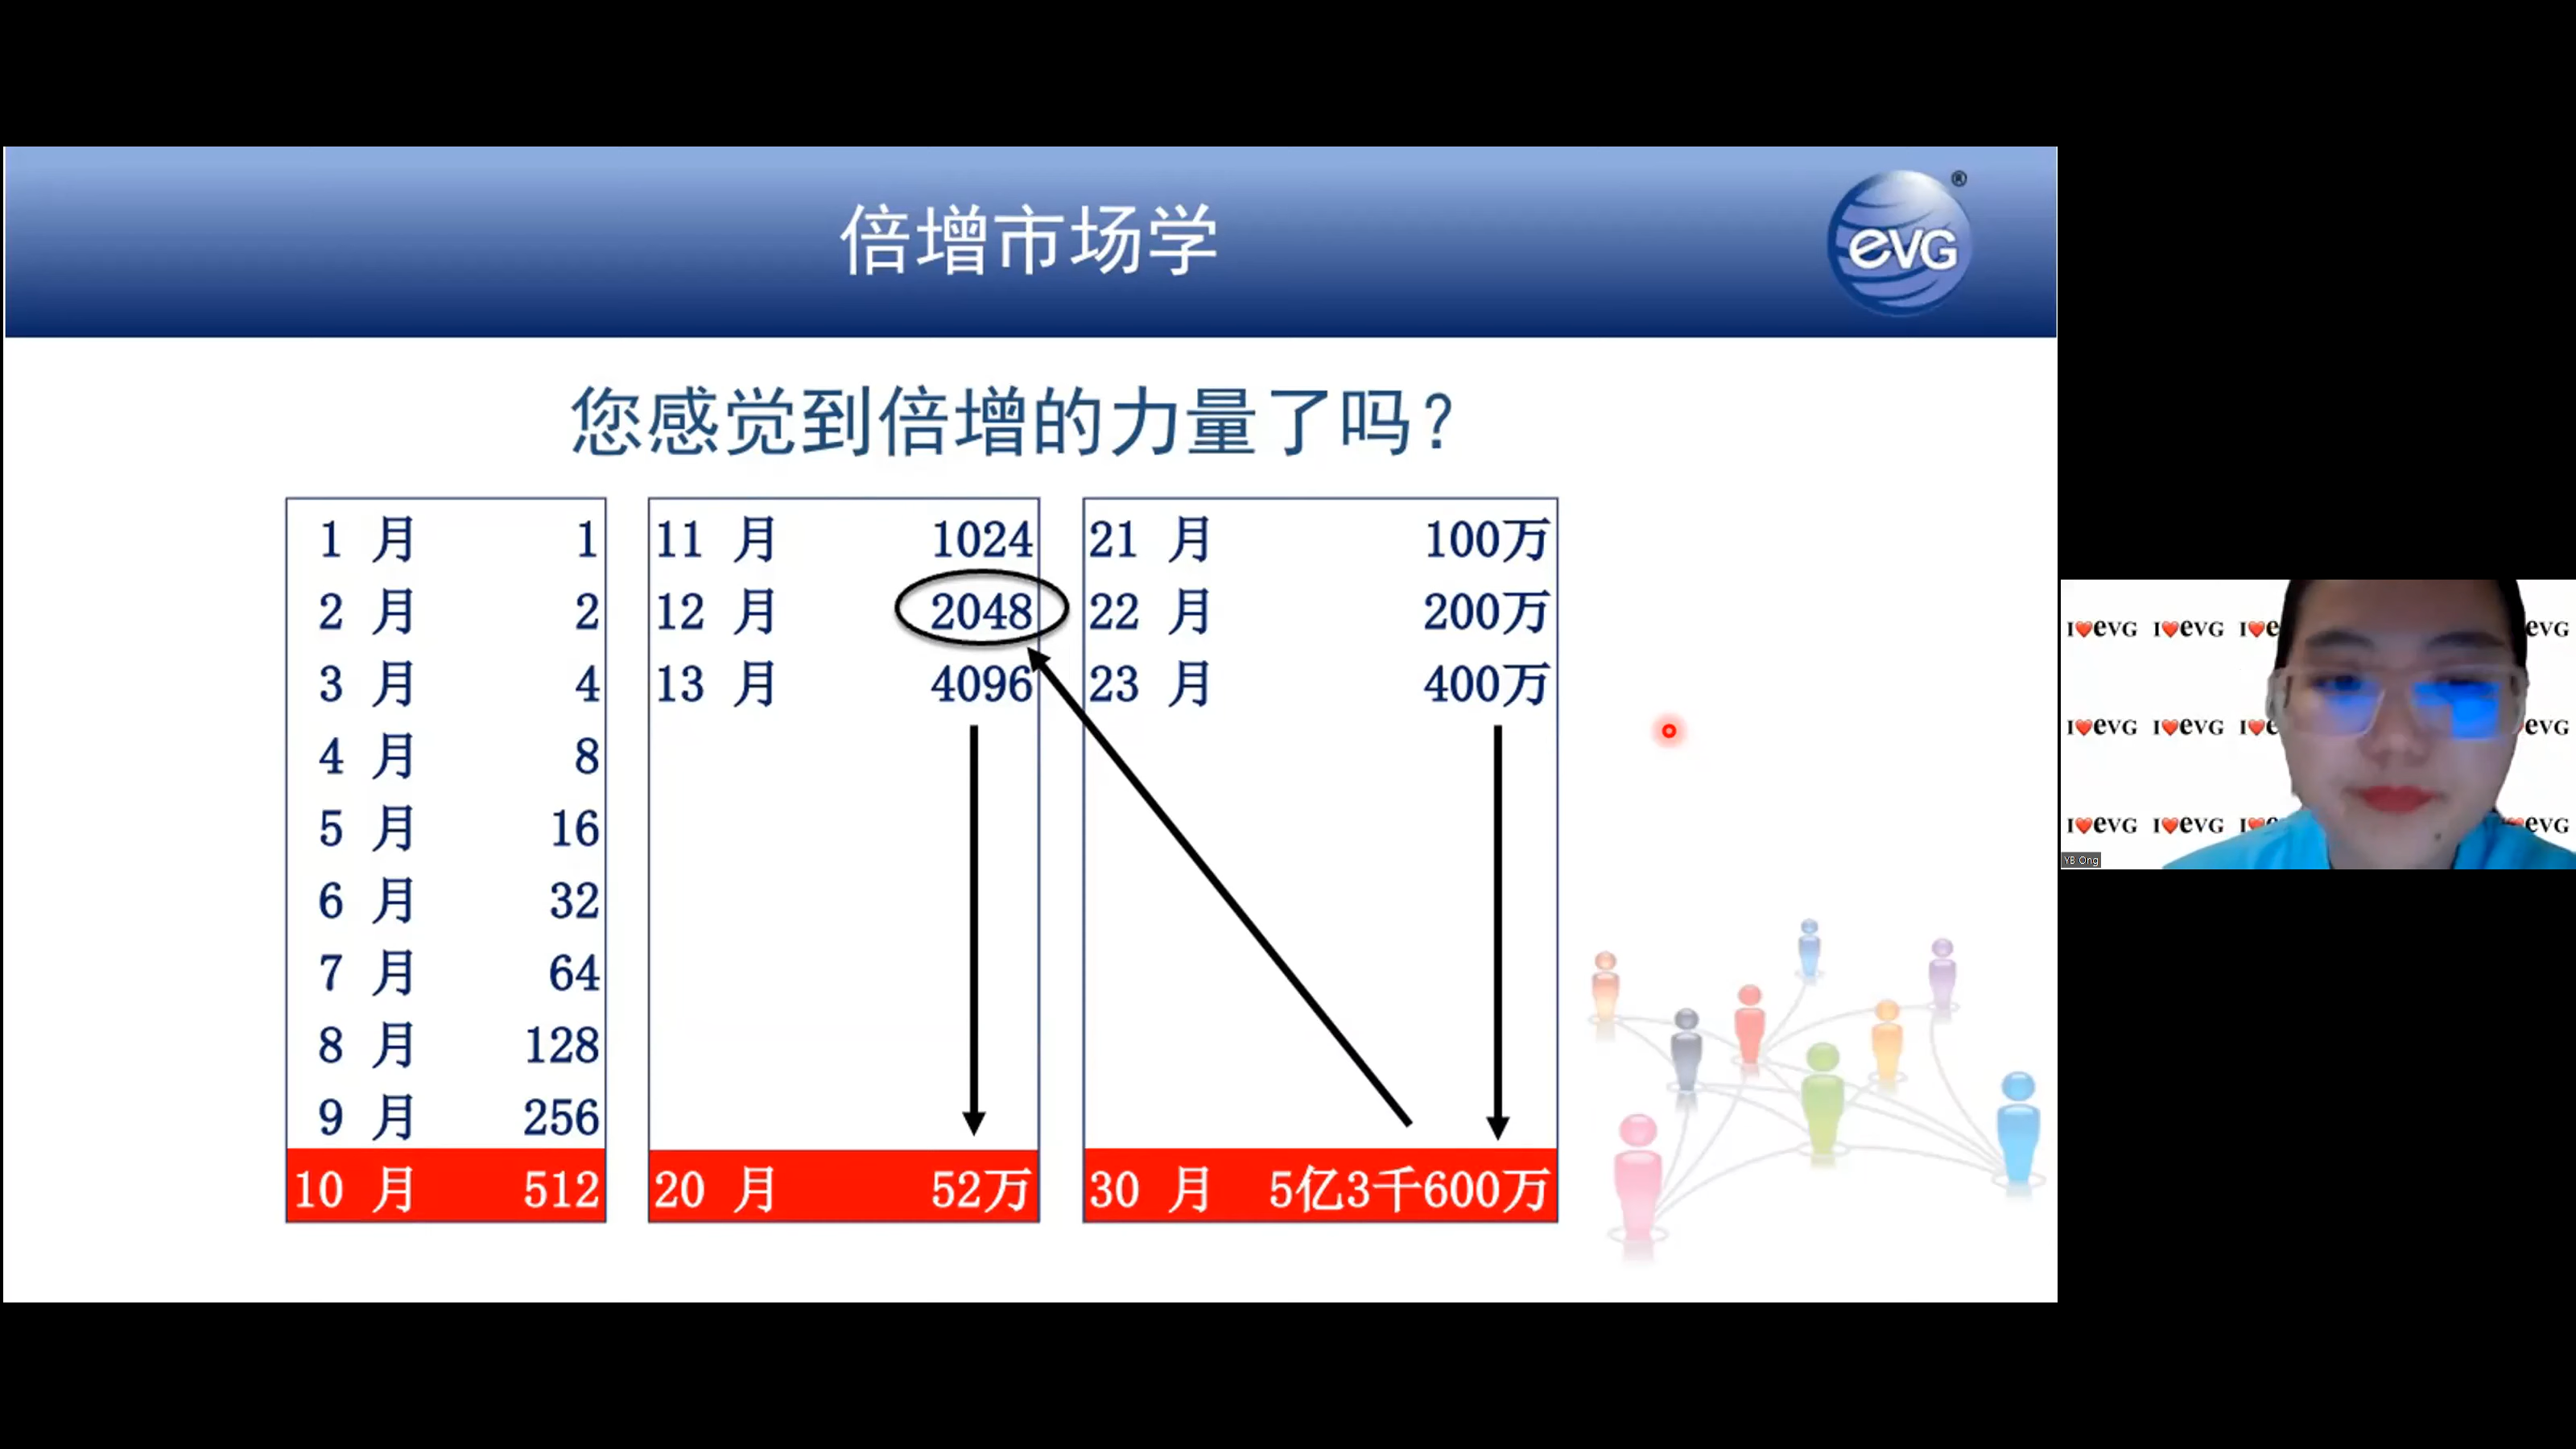 倍增市场学
evG®
您感觉到倍增的力量了吗?
1 月 1
2 月 2
3 月 4
4 月 8
5 月 16
6 月 32
7 月 64
8 月 128
9 月 256
10 月 512
11 月 1024
12 月 2048
13 月 4096
20 月 52万
21 月 100万
22 月 200万
23 月 400万
30 月 5亿3千600万
I❤️eVG I❤️eVG I❤️e eVG
I❤️eVG I❤️eVG I❤️e eVG
I❤️eVG I❤️eVG I❤️e eVG
YB Ong